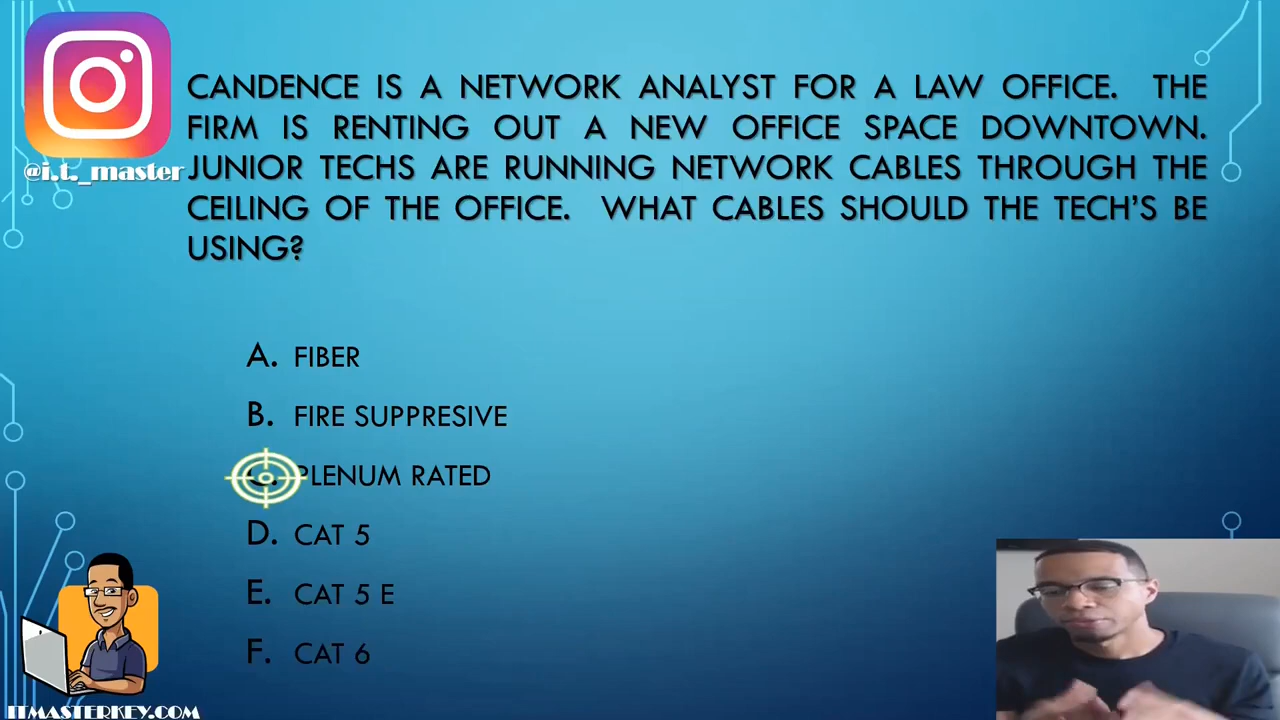 CANDENCE IS A NETWORK ANALYST FOR A LAW OFFICE. THE
FIRM IS RENTING OUT A NEW OFFICE SPACE DOWNTOWN.
@i.t._master
JUNIOR TECHS ARE RUNNING NETWORK CABLES THROUGH THE
CEILING OF THE OFFICE. WHAT CABLES SHOULD THE TECH'S BE
USING?
A. FIBER
B. FIRE SUPPRESIVE
C. PLENUM RATED
D. CAT 5
E. CAT 5 E
F. CAT 6
ITMASTERKEY.COM